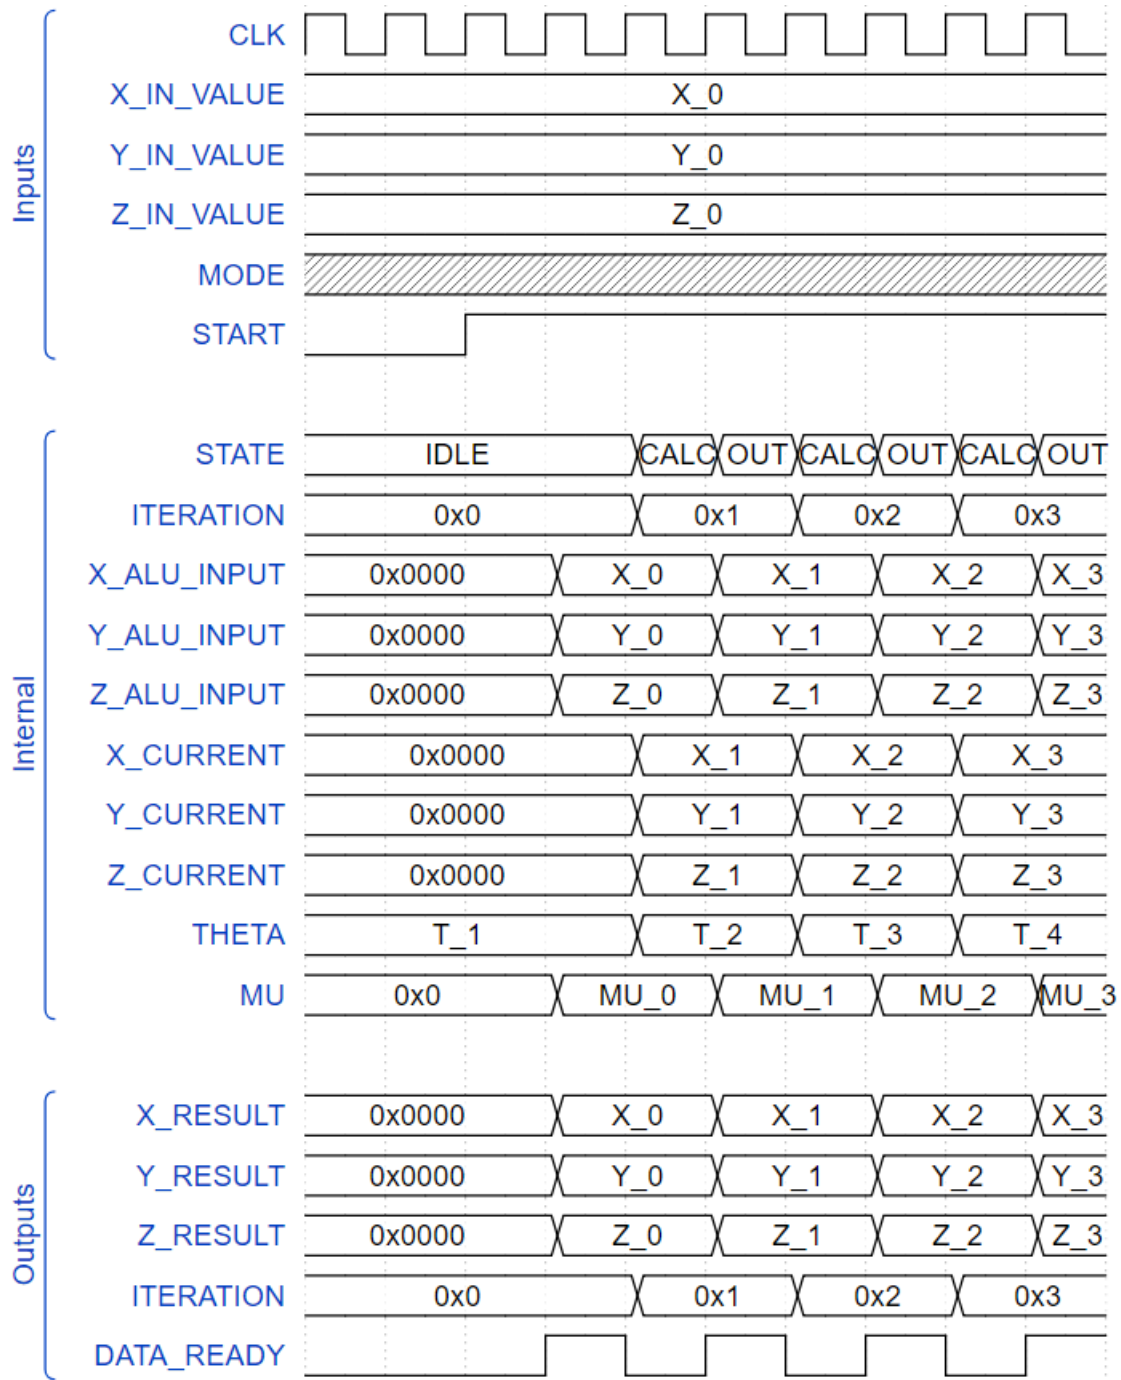 Inputs
CLK
X_IN_VALUE X_0
Y_IN_VALUE Y_0
Z_IN_VALUE Z_0
MODE
START
Internal
STATE IDLE CALC OUT CALC OUT CALC OUT
ITERATION 0x0 0x1 0x2 0x3
X_ALU_INPUT 0x0000 X_0 X_1 X_2 X_3
Y_ALU_INPUT 0x0000 Y_0 Y_1 Y_2 Y_3
Z_ALU_INPUT 0x0000 Z_0 Z_1 Z_2 Z_3
X_CURRENT 0x0000 X_1 X_2 X_3
Y_CURRENT 0x0000 Y_1 Y_2 Y_3
Z_CURRENT 0x0000 Z_1 Z_2 Z_3
THETA T_1 T_2 T_3 T_4
MU 0x0 MU_0 MU_1 MU_2 MU_3
Outputs
X_RESULT 0x0000 X_0 X_1 X_2 X_3
Y_RESULT 0x0000 Y_0 Y_1 Y_2 Y_3
Z_RESULT 0x0000 Z_0 Z_1 Z_2 Z_3
ITERATION 0x0 0x1 0x2 0x3
DATA_READY